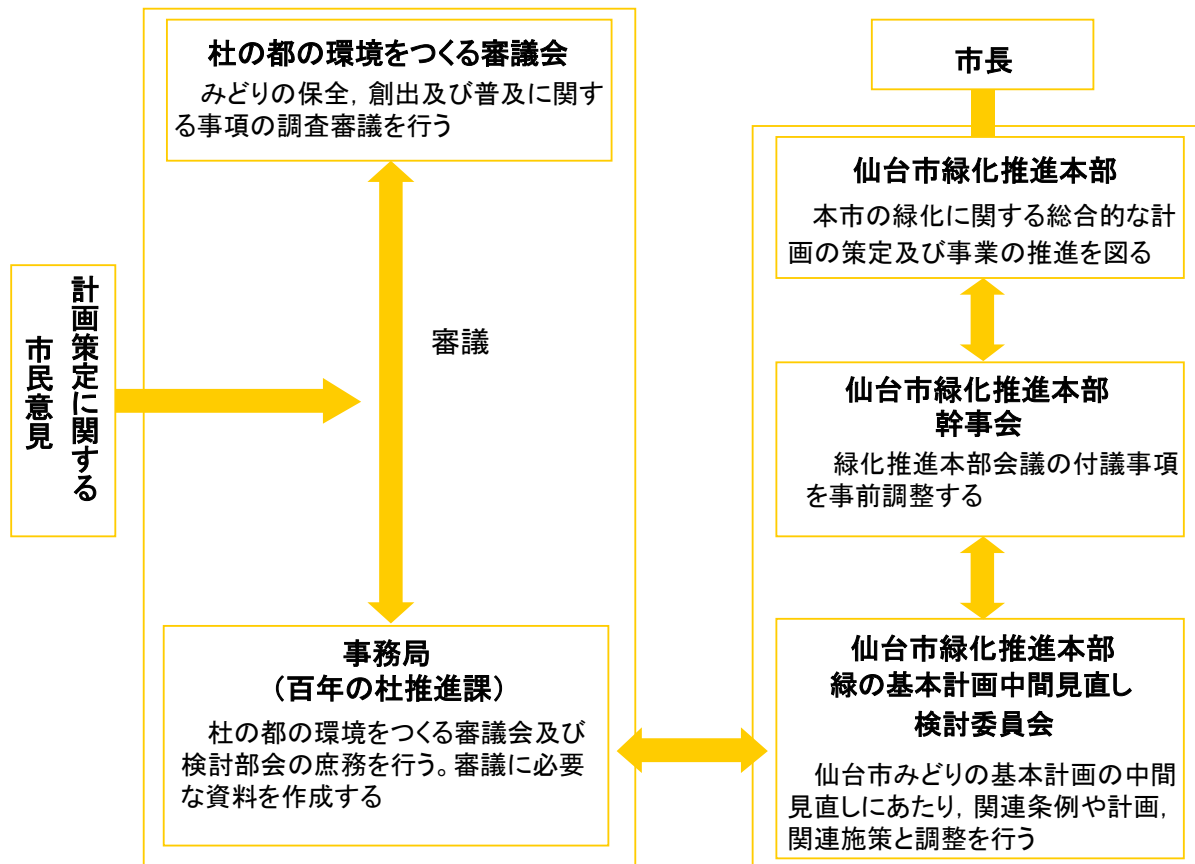 杜の都の環境をつくる審議会
みどりの保全，創出及び普及に関す
る事項の調査審議を行う
計画策定に関する
市民意見
審議
事務局
（百年の杜推進課）
杜の都の環境をつくる審議会及び
検討部会の庶務を行う。審議に必要
な資料を作成する
市長
仙台市緑化推進本部
本市の緑化に関する総合的な計
画の策定及び事業の推進を図る
仙台市緑化推進本部
幹事会
緑化推進本部会議の付議事項
を事前調整する
仙台市緑化推進本部
緑の基本計画中間見直し
検討委員会
仙台市みどりの基本計画の中間
見直しにあたり，関連条例や計画，
関連施策と調整を行う